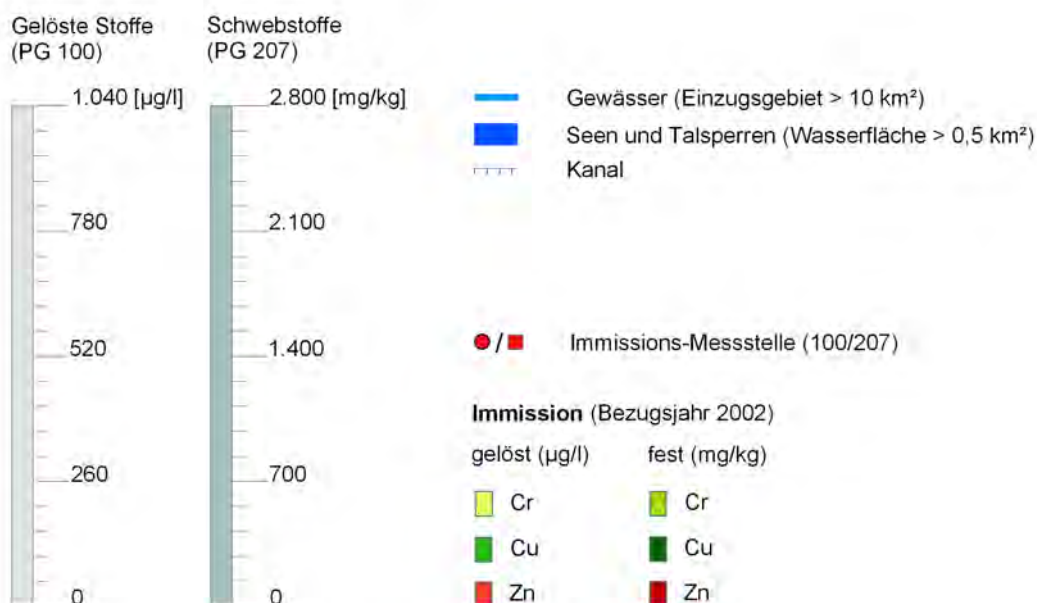 Gelöste Stoffe
(PG 100)
Schwebstoffe
(PG 207)
1.040 [µg/l]
780
520
260
0
2.800 [mg/kg]
2.100
1.400
700
0
Gewässer (Einzugsgebiet > 10 km²)
Seen und Talsperren (Wasserfläche > 0,5 km²)
Kanal
/ Immissions-Messstelle (100/207)
Immission (Bezugsjahr 2002)
gelöst (µg/l) fest (mg/kg)
Cr Cr
Cu Cu
Zn Zn